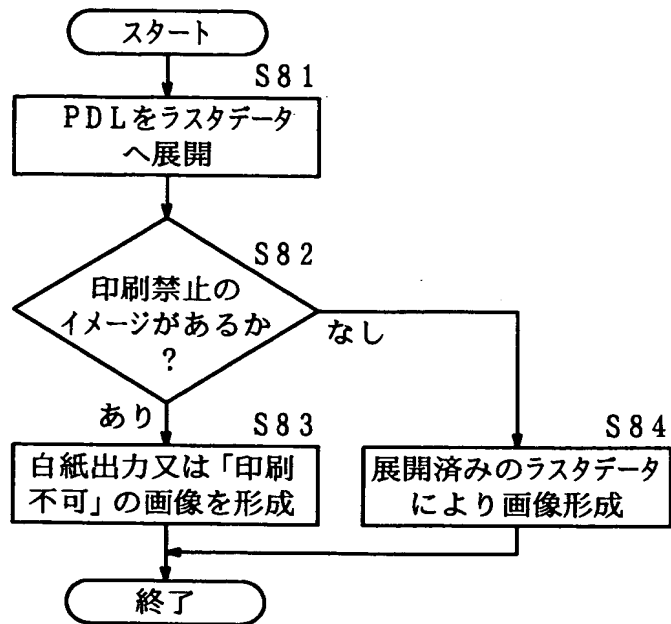 スタート
S81
PDLをラスタデータ
へ展開
S82
印刷禁止の
イメージがあるか
?
なし
あり
S83
白紙出力又は「印刷
不可」の画像を形成
S84
展開済みのラスタデータ
により画像形成
終了